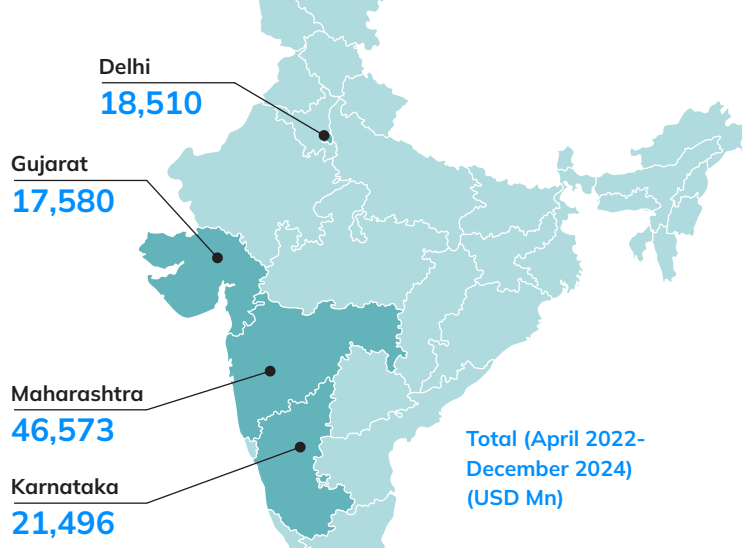 Delhi
18,510
Gujarat
17,580
Maharashtra
46,573
Karnataka
21,496
Total (April 2022-
December 2024)
(USD Mn)